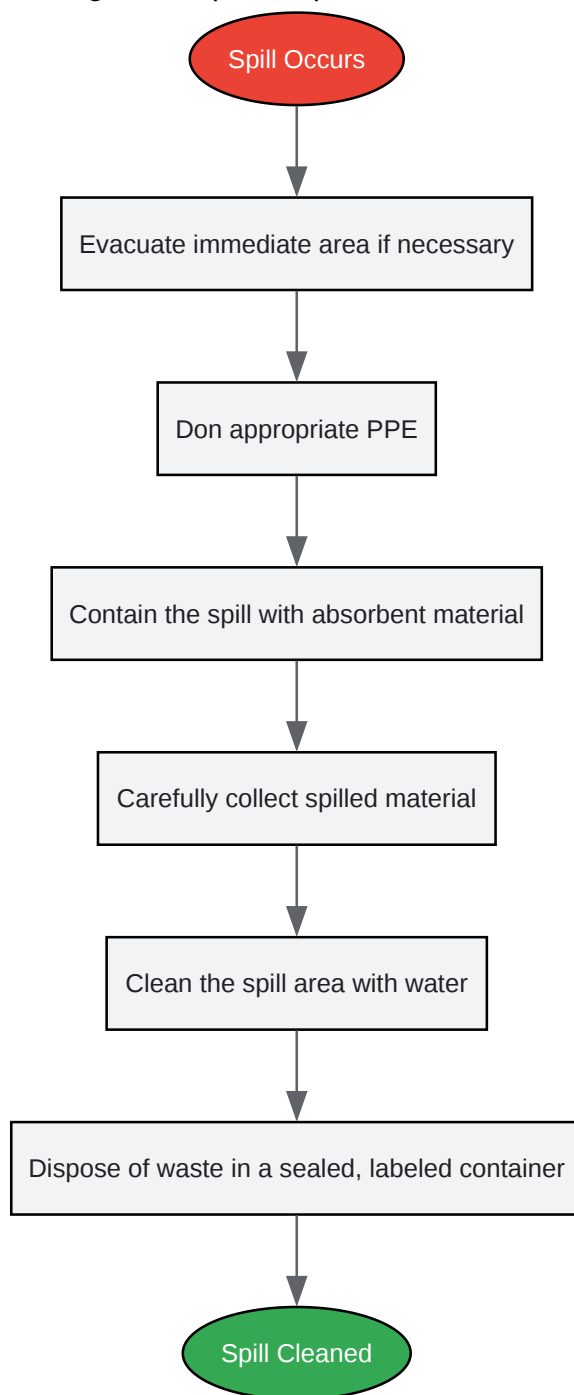 Spill Occurs
Evacuate immediate area if necessary
Don appropriate PPE
Contain the spill with absorbent material
Carefully collect spilled material
Clean the spill area with water
Dispose of waste in a sealed, labeled container
Spill Cleaned